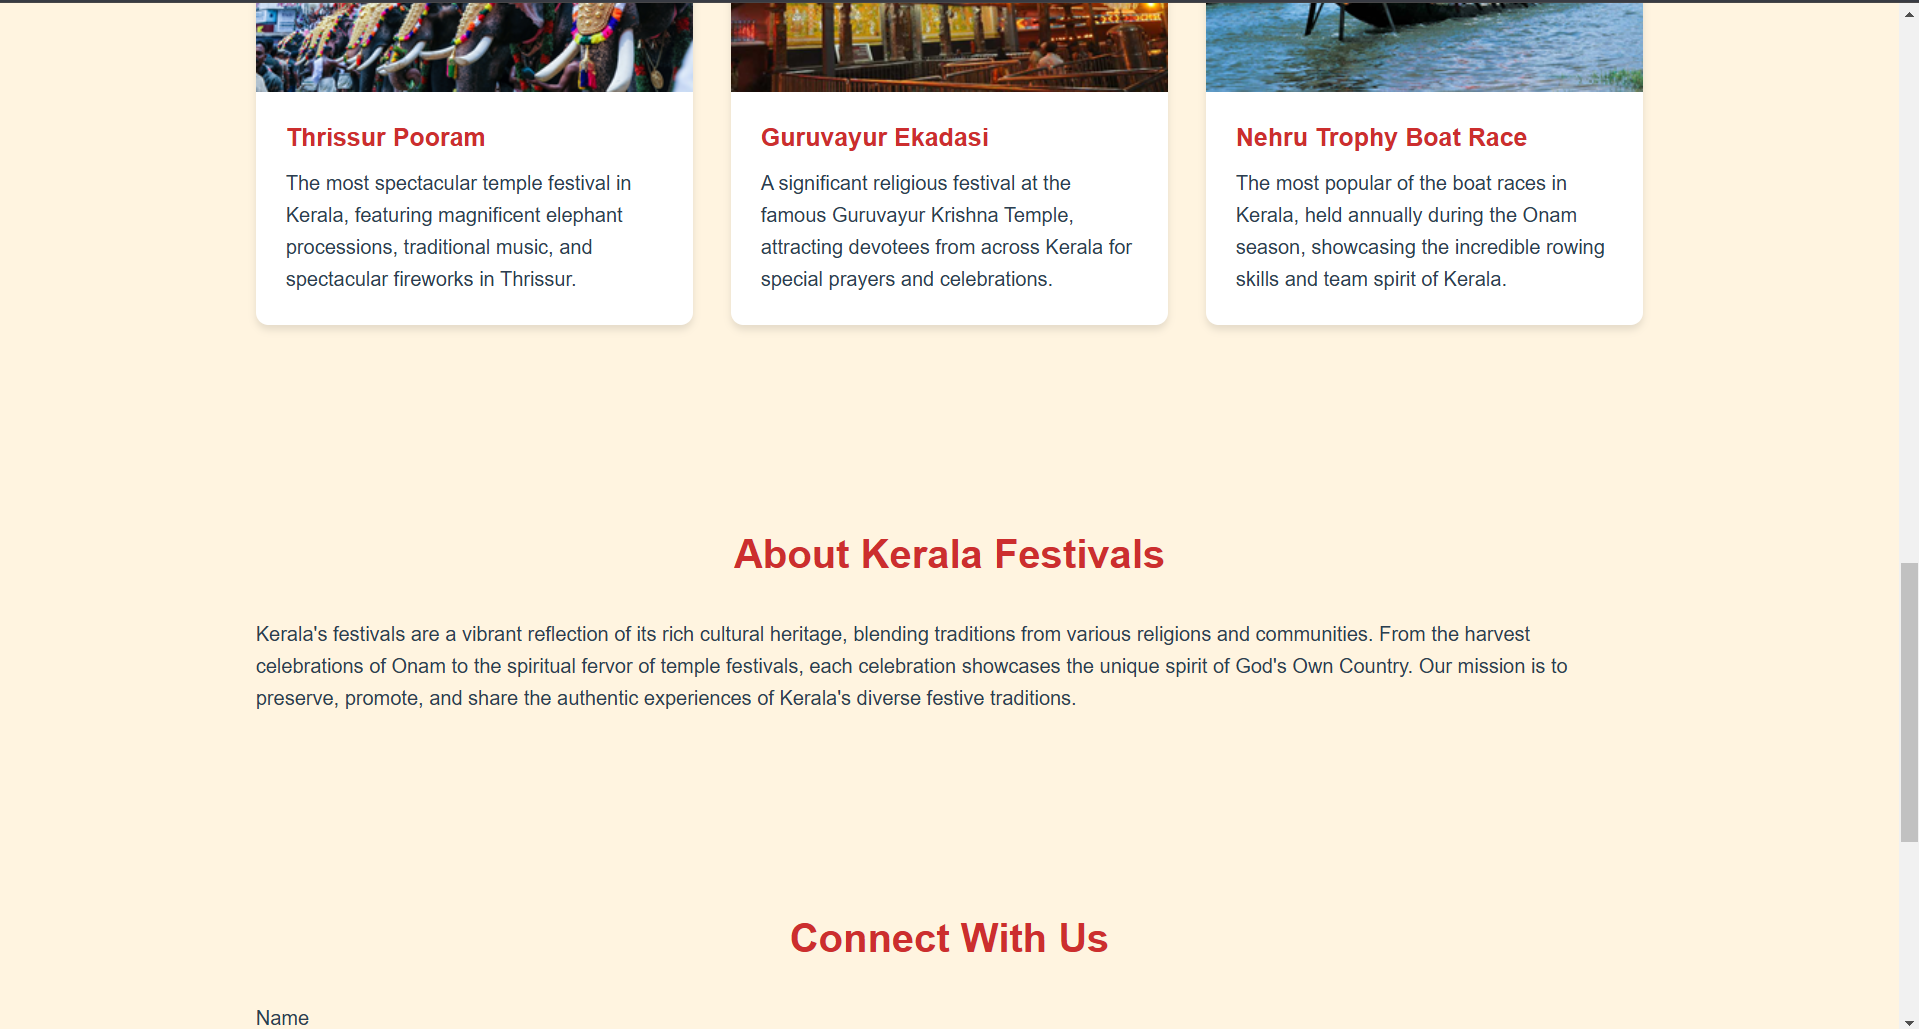 Thrissur Pooram
The most spectacular temple festival in
Kerala, featuring magnificent elephant
processions, traditional music, and
spectacular fireworks in Thrissur.
Guruvayur Ekadasi
A significant religious festival at the
famous Guruvayur Krishna Temple,
attracting devotees from across Kerala for
special prayers and celebrations.
Nehru Trophy Boat Race
The most popular of the boat races in
Kerala, held annually during the Onam
season, showcasing the incredible rowing
skills and team spirit of Kerala.
About Kerala Festivals
Kerala's festivals are a vibrant reflection of its rich cultural heritage, blending traditions from various religions and communities. From the harvest
celebrations of Onam to the spiritual fervor of temple festivals, each celebration showcases the unique spirit of God's Own Country. Our mission is to
preserve, promote, and share the authentic experiences of Kerala's diverse festive traditions.
Connect With Us
Name